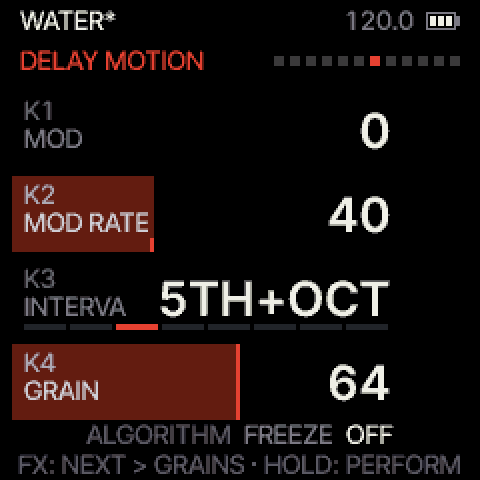 WATER* 120.0
DELAY MOTION
K1
MOD 0
K2
MOD RATE 40
K3
INTERVA 5TH+OCT
K4
GRAIN 64
ALGORITHM FREEZE OFF
FX: NEXT > GRAINS · HOLD: PERFORM